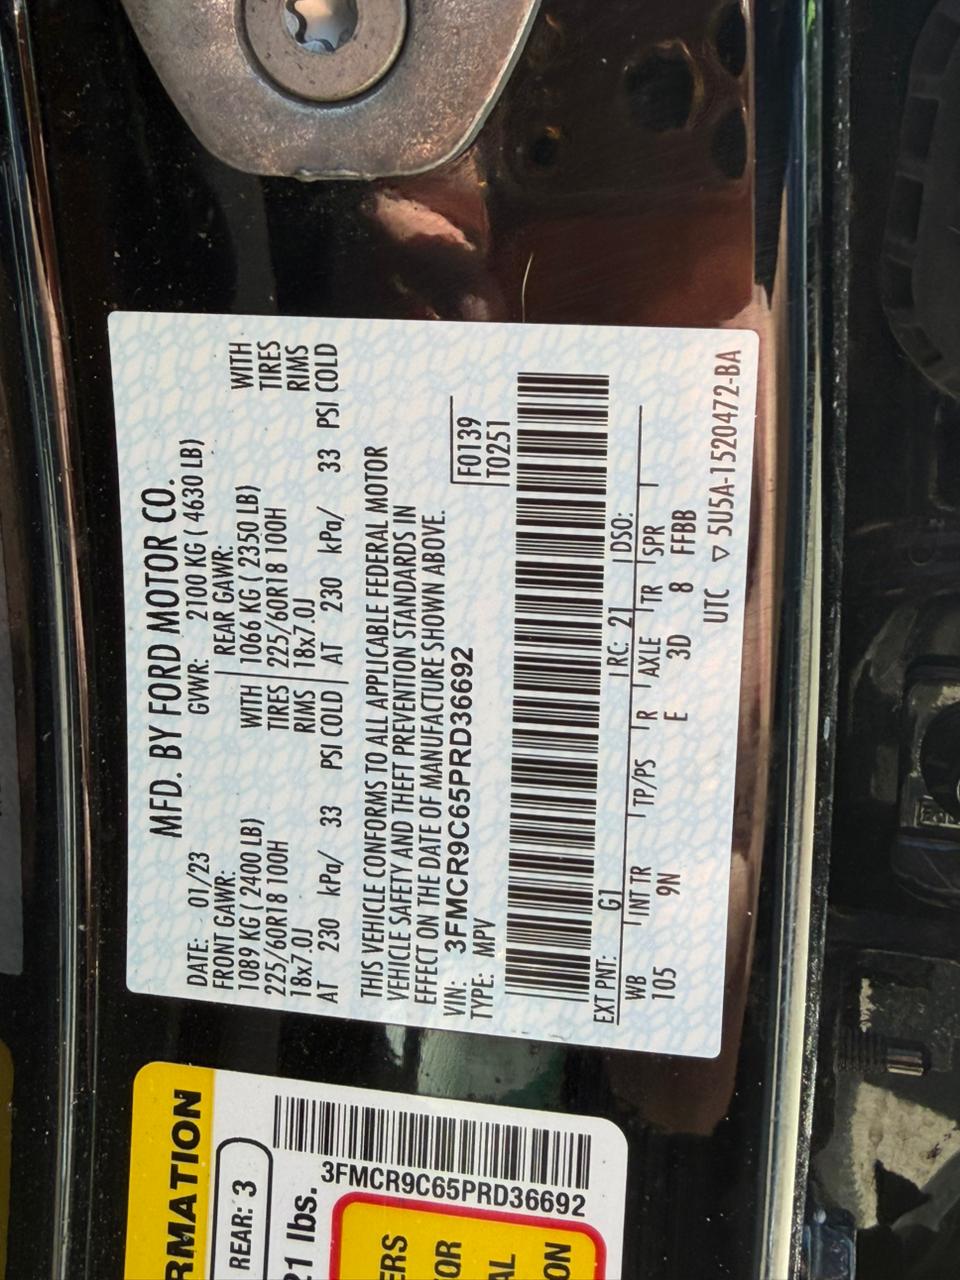 MFD. BY FORD MOTOR CO.
DATE: 01/23 GVWR: 2100 KG ( 4630 LB)
FRONT GAWR: REAR GAWR:
1089 KG ( 2400 LB) WITH 1066 KG ( 2350 LB) WITH
225/60R18 100H TIRES 225/60R18 100H TIRES
18x7.0J RIMS 18x7.0J RIMS
AT 230 kPa/ 33 PSI COLD AT 230 kPa/ 33 PSI COLD
THIS VEHICLE CONFORMS TO ALL APPLICABLE FEDERAL MOTOR
VEHICLE SAFETY AND THEFT PREVENTION STANDARDS IN
EFFECT ON THE DATE OF MANUFACTURE SHOWN ABOVE.
VIN: 3FMCR9C65PRD36692 F0139
TYPE: MPV T0251
EXT PNT: G1 RC: 21 DSO:
WB INT TR TP/PS R AXLE TR SPR
105 9N E 3D 8 FFBB
UTC ▽ 5U5A-1520472-BA
RMATION
REAR: 3
21 lbs.
3FMCR9C65PRD36692
ERS
AL
ON